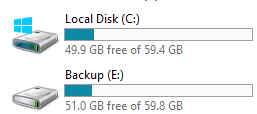 Local Disk (C:)
49.9 GB free of 59.4 GB
Backup (E:)
51.0 GB free of 59.8 GB